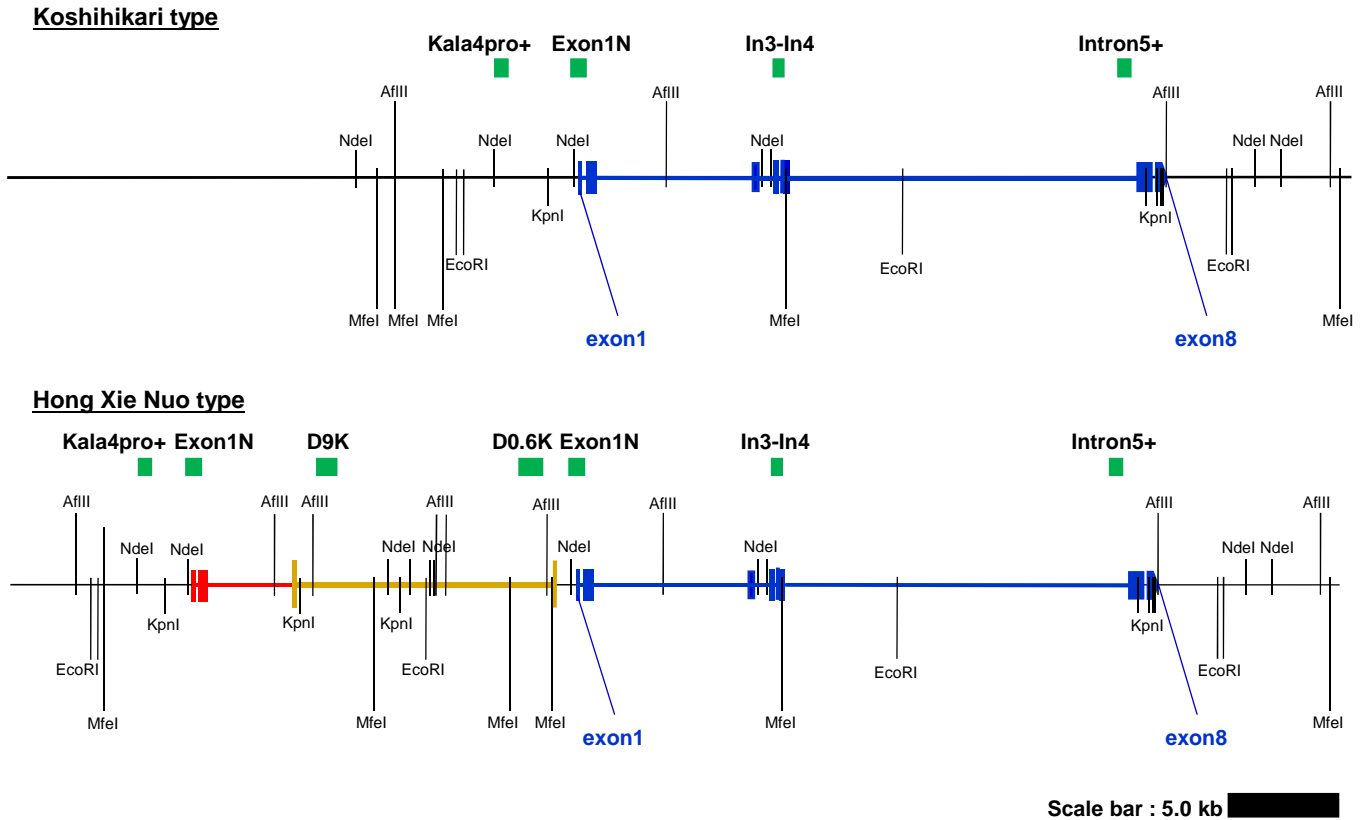 Koshihikari type
Kala4pro+ Exon1N In3-In4 Intron5+
AflII AflII AflII AflII
NdeI NdeI NdeI NdeI NdeI NdeI
KpnI KpnI
EcoRI EcoRI EcoRI
MfeI MfeI MfeI MfeI MfeI
exon1 exon8
Hong Xie Nuo type
Kala4pro+ Exon1N D9K D0.6K Exon1N In3-In4 Intron5+
AflII AflII AflII AflII AflII AflII AflII AflII
NdeI NdeI NdeI NdeI NdeI NdeI NdeI NdeI
KpnI KpnI KpnI KpnI
EcoRI EcoRI EcoRI EcoRI
MfeI MfeI MfeI MfeI MfeI MfeI
exon1 exon8
Scale bar : 5.0 kb